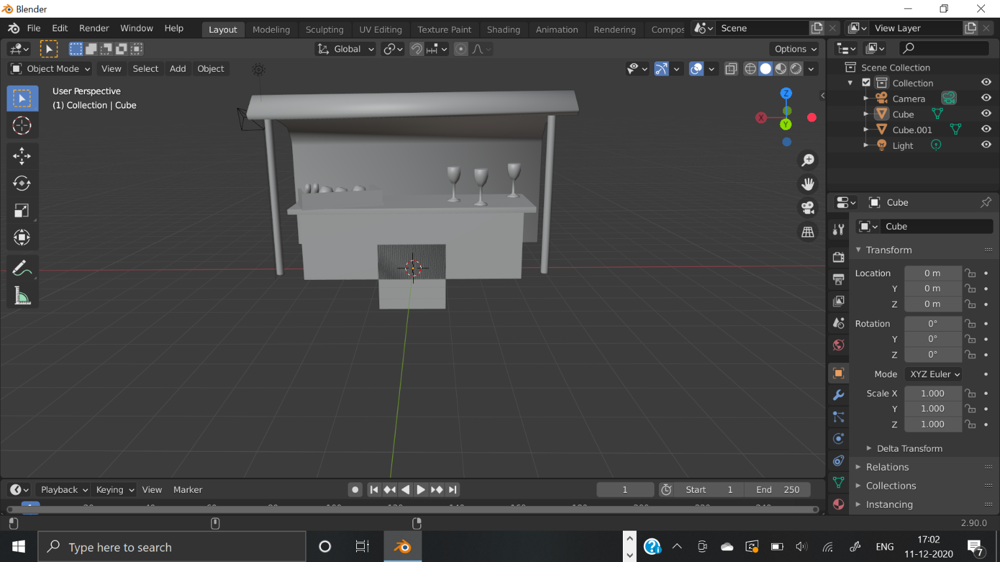 Blender
File Edit Render Window Help
Layout Modeling Sculpting UV Editing Texture Paint Shading Animation Rendering Compos
Scene
View Layer
Global
Options
Object Mode View Select Add Object
User Perspective
(1) Collection | Cube
Z
X
Y
Scene Collection
Collection
Camera
Cube
Cube.001
Light
Cube
Cube
Transform
Location 0 m
Y 0 m
Z 0 m
Rotation 0°
Y 0°
Z 0°
Mode XYZ Euler
Scale X 1.000
Y 1.000
Z 1.000
Delta Transform
Relations
Collections
Instancing
Playback Keying View Marker
1
Start 1 End 250
2.90.0
Type here to search
ENG
17:02
11-12-2020
7